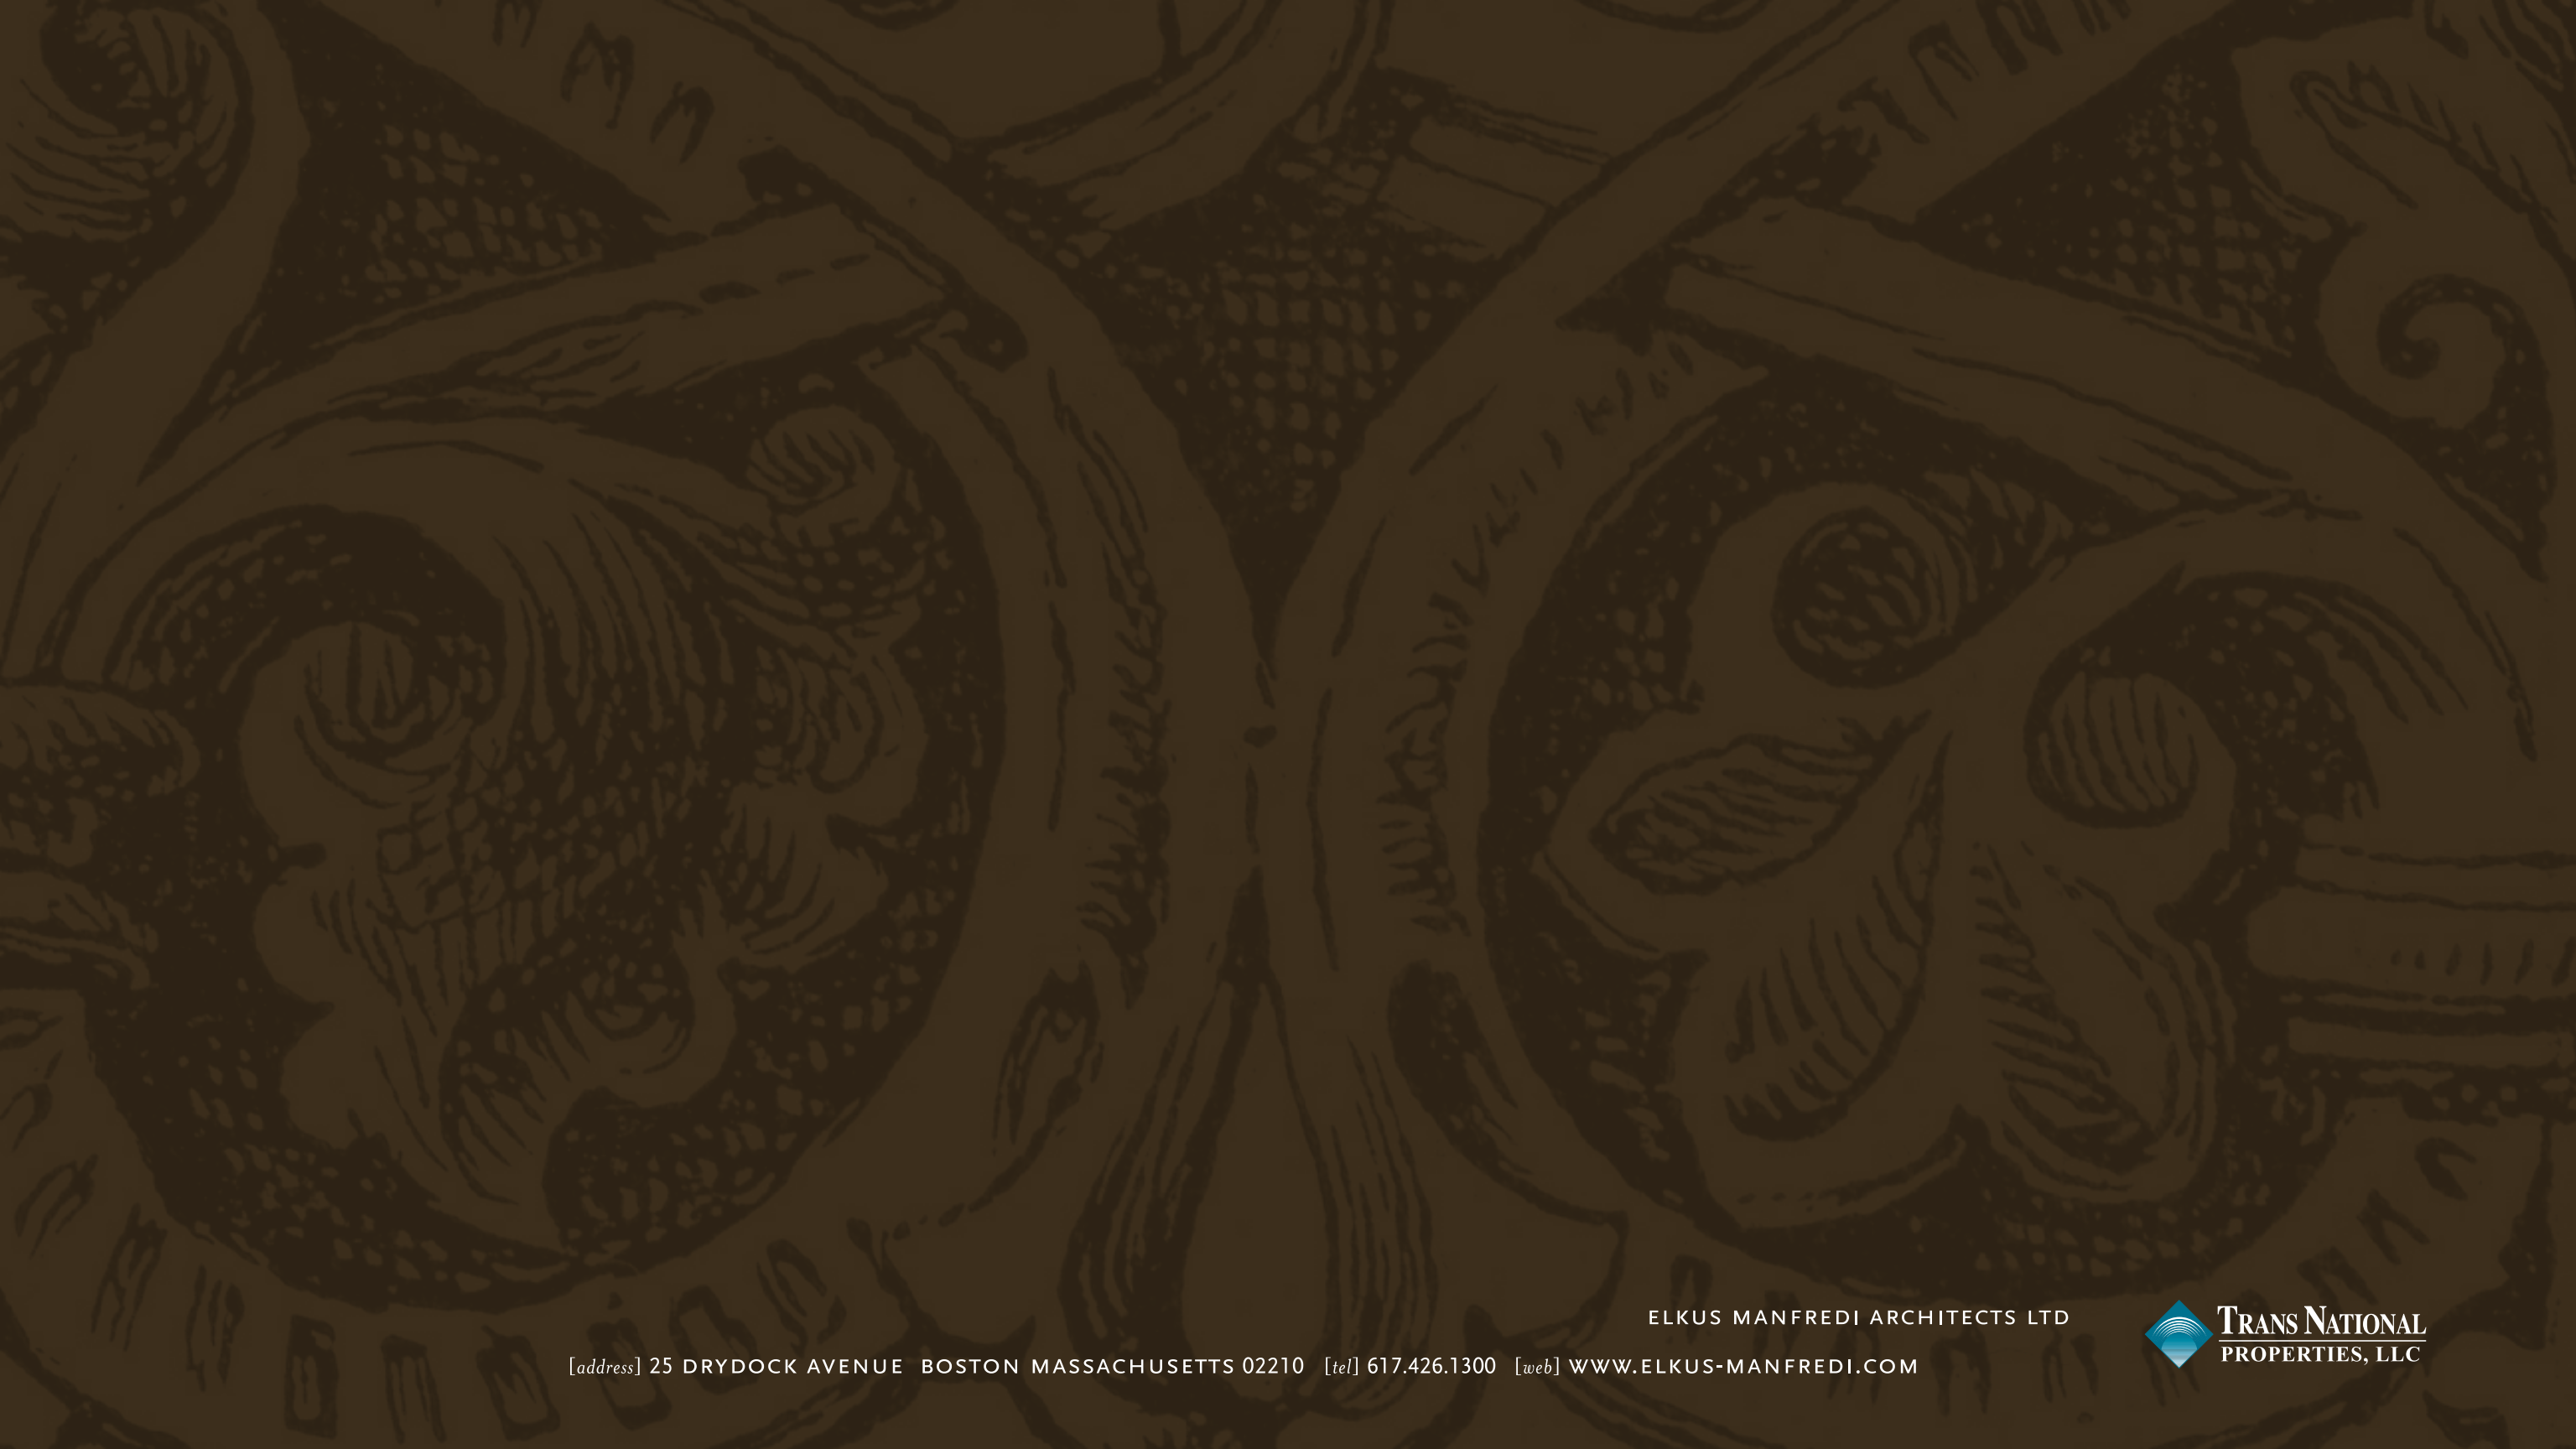 ELKUS MANFREDI ARCHITECTS LTD
[address] 25 DRYDOCK AVENUE BOSTON MASSACHUSETTS 02210 [tel] 617.426.1300 [web] WWW.ELKUS-MANFREDI.COM
TRANS NATIONAL
PROPERTIES, LLC